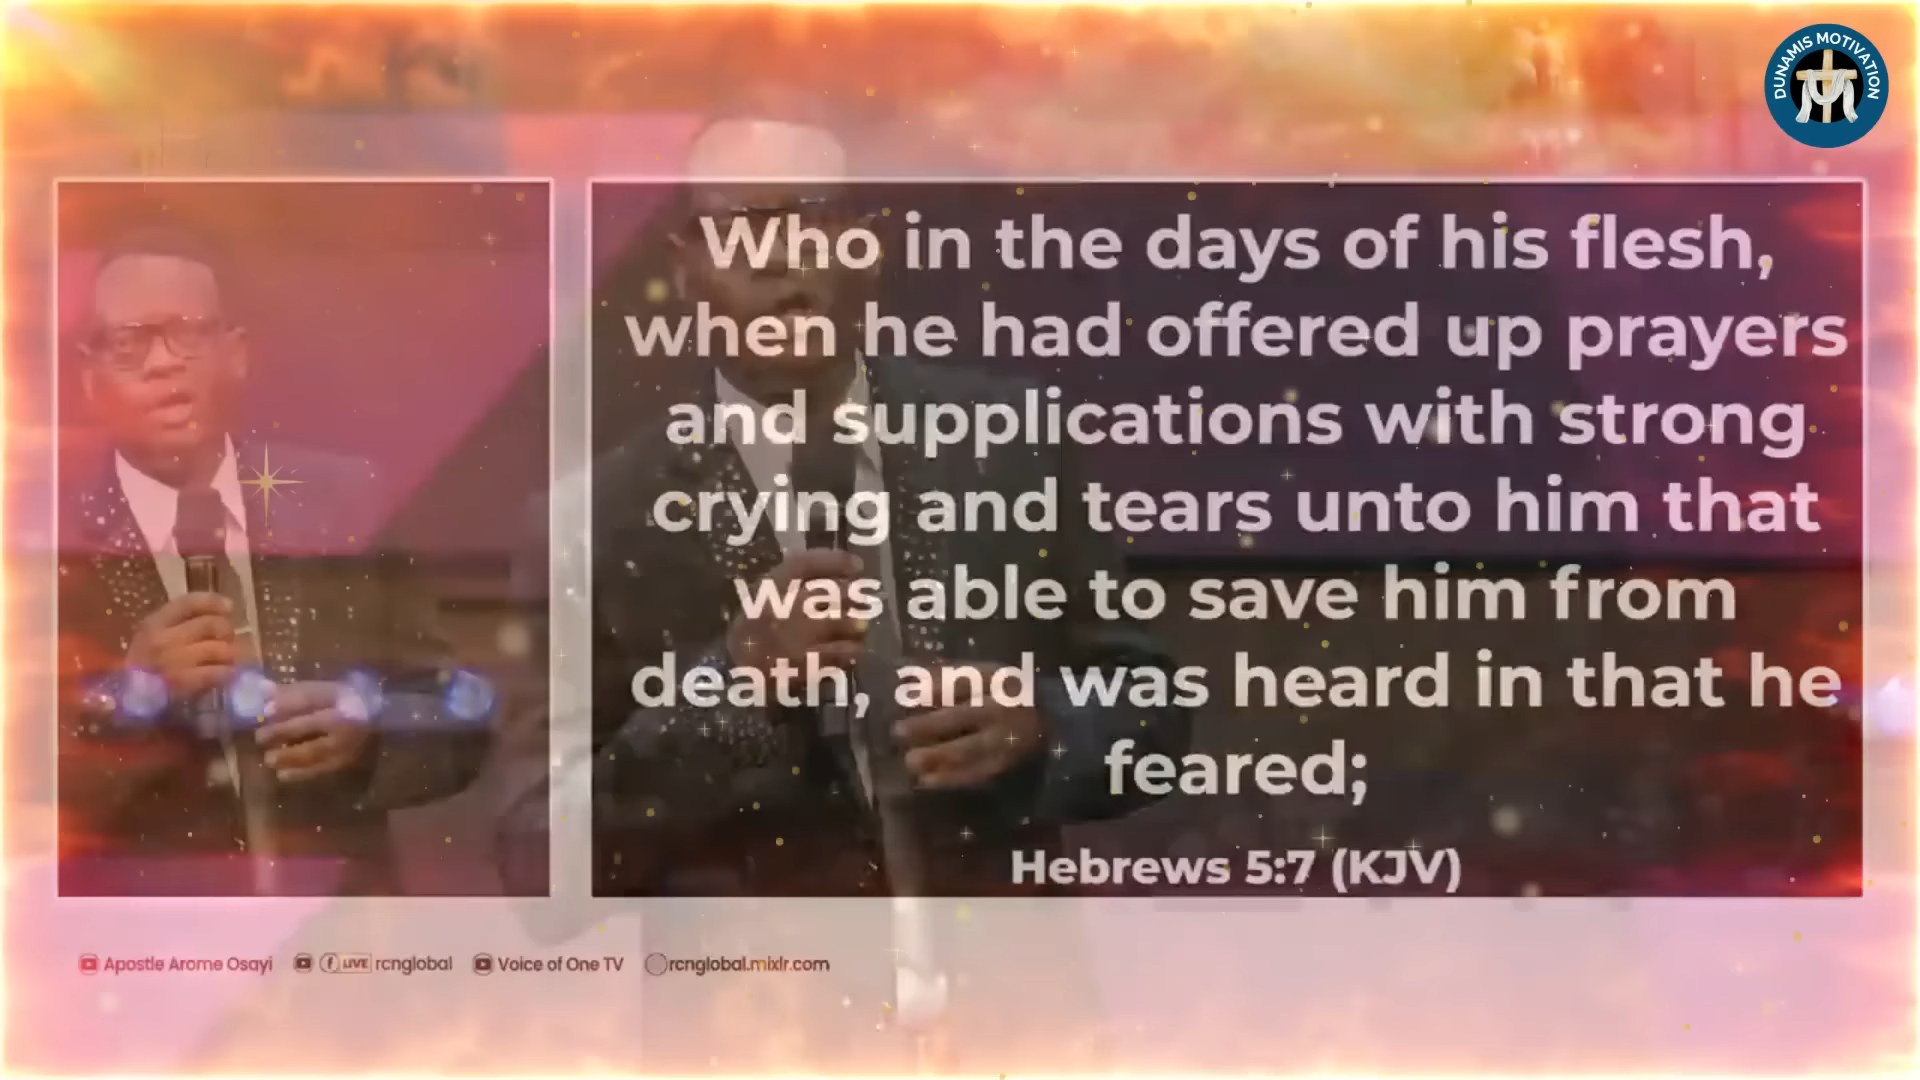 DUNAMIS MOTIVATION
Who in the days of his flesh,
when he had offered up prayers
and supplications with strong
crying and tears unto him that
was able to save him from
death, and was heard in that he
feared;
Hebrews 5:7 (KJV)
Apostle Arome Osayi LIVE rcnglobal Voice of One TV rcnglobal.mixlr.com